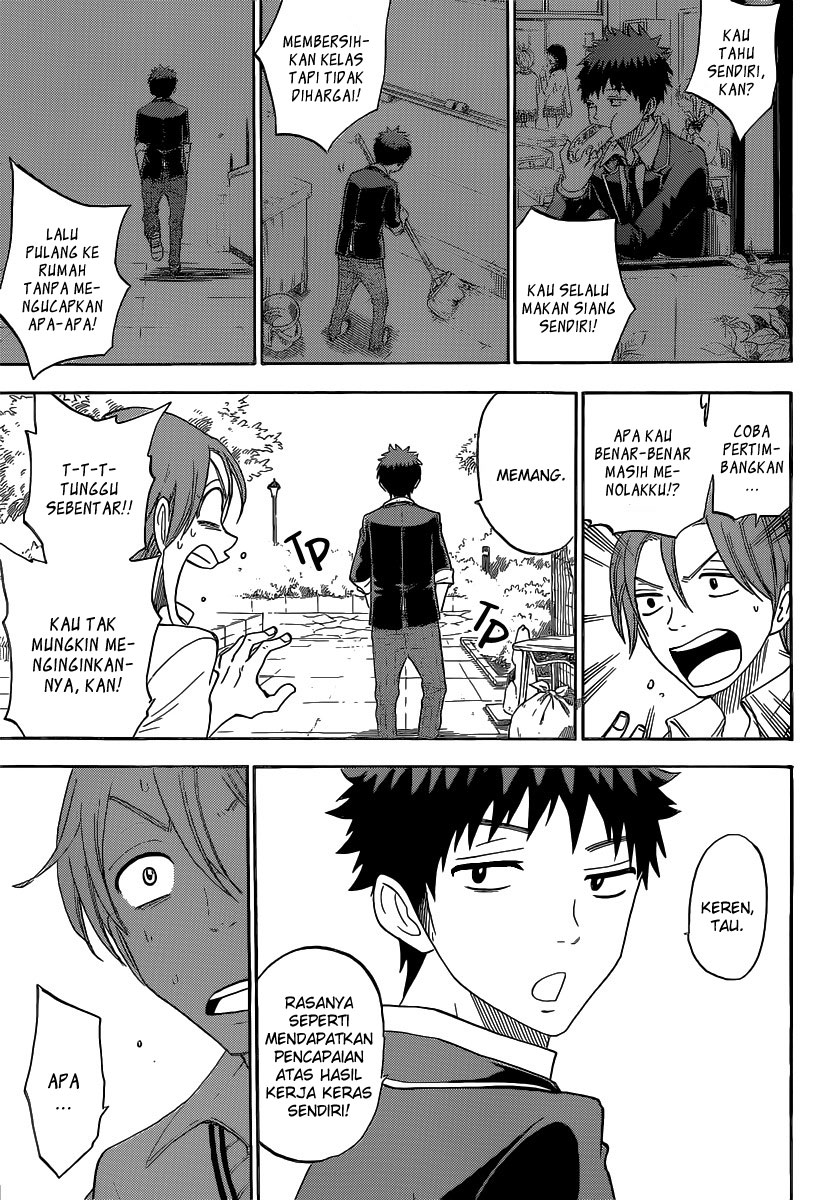 KAU
TAHU
SENDIRI,
KAN?
KAU SELALU
MAKAN SIANG
SENDIRI!
MEMBERSIH-
KAN KELAS
TAPI TIDAK
DIHARGAI!
LALU
PULANG KE
RUMAH
TANPA ME-
NGUCAPKAN
APA-APA!
COBA
PERTIM-
BANGKAN
...
APA KAU
BENAR-BENAR
MASIH ME-
NOLAKKU!?
MEMANG.
TP
TP
T-T-T-
TUNGGU
SEBENTAR!!
KAU TAK
MUNGKIN ME-
NGINGINKAN-
NYA, KAN!
KEREN,
TAU.
RASANYA
SEPERTI
MENDAPATKAN
PENCAPAIAN
ATAS HASIL
KERJA KERAS
SENDIRI!
APA
...